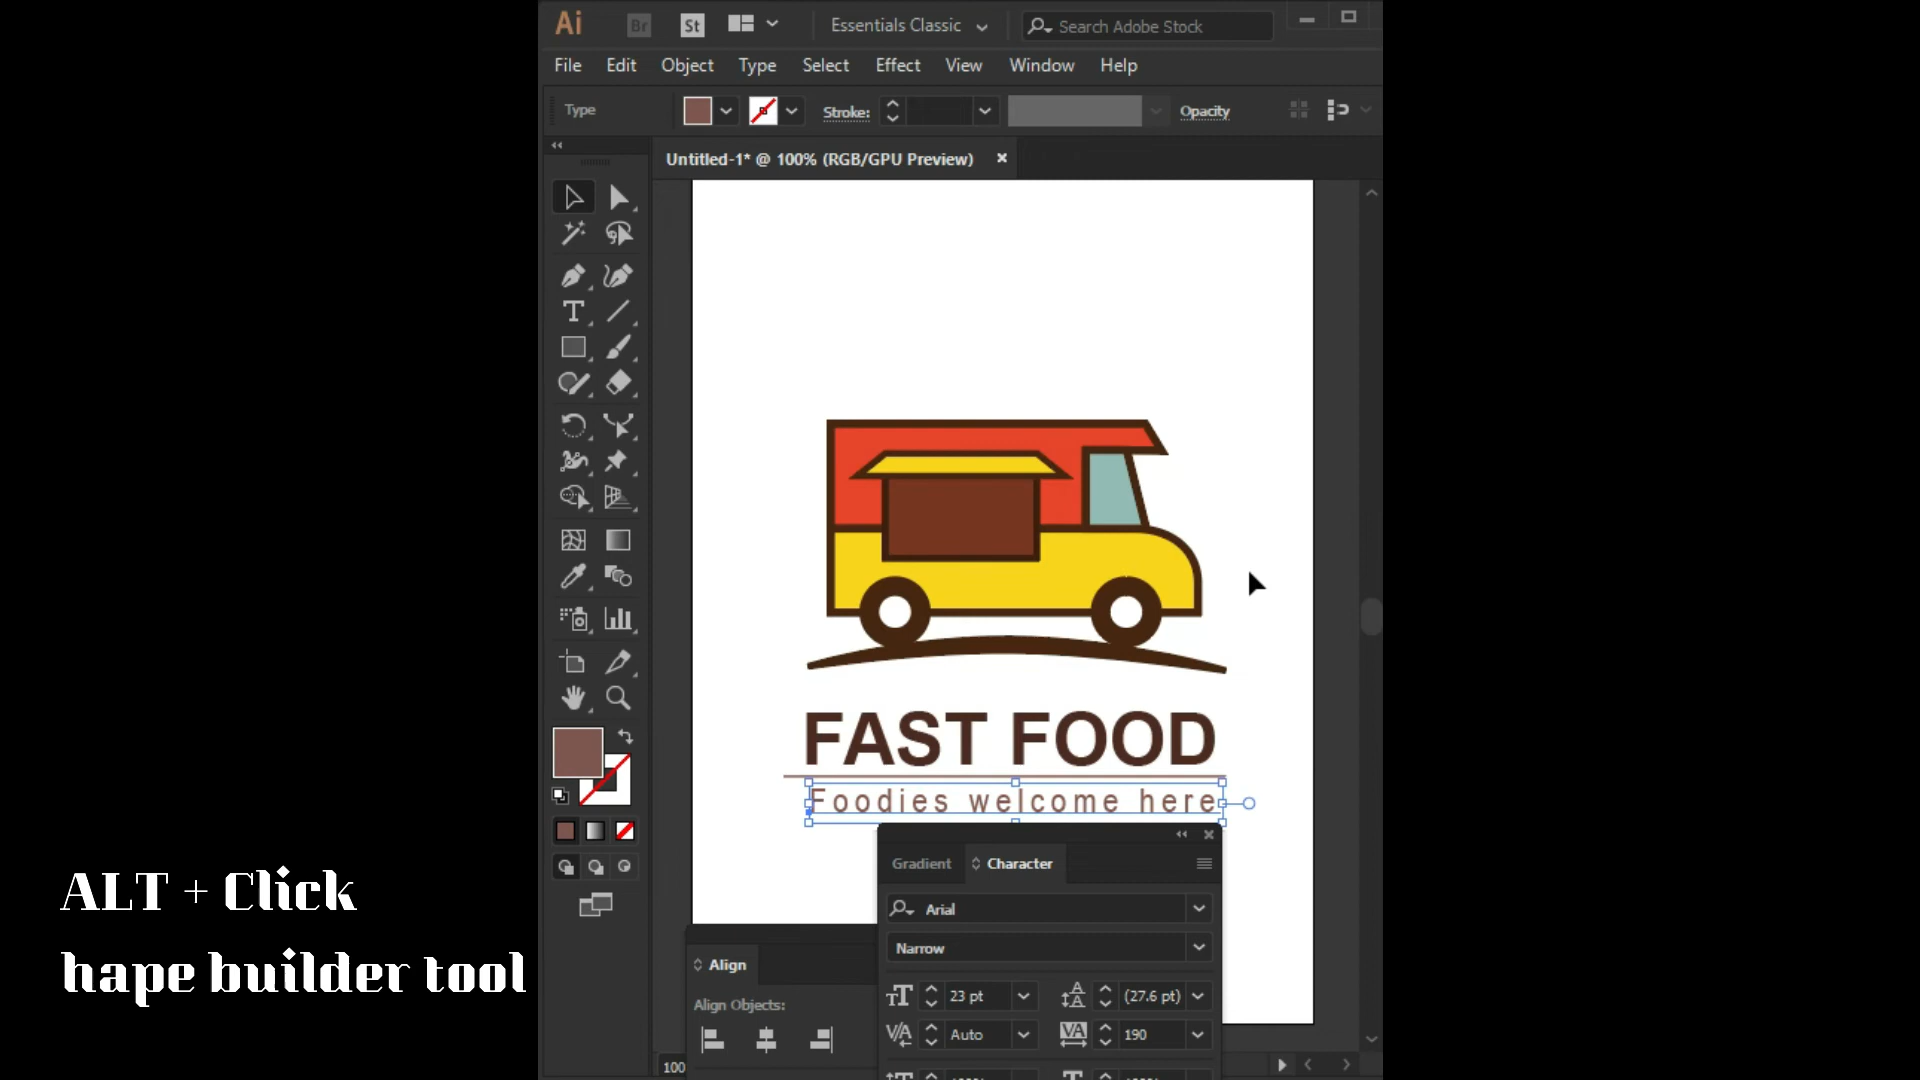 Ai Br St Essentials Classic Search Adobe Stock
File Edit Object Type Select Effect View Window Help
Type Stroke: Opacity
Untitled-1* @ 100% (RGB/GPU Preview)
FAST FOOD
Foodies welcome here
Gradient Character
Arial
Narrow
Align
Align Objects:
23 pt (27.6 pt)
Auto 190
100
ALT + Click
hape builder tool